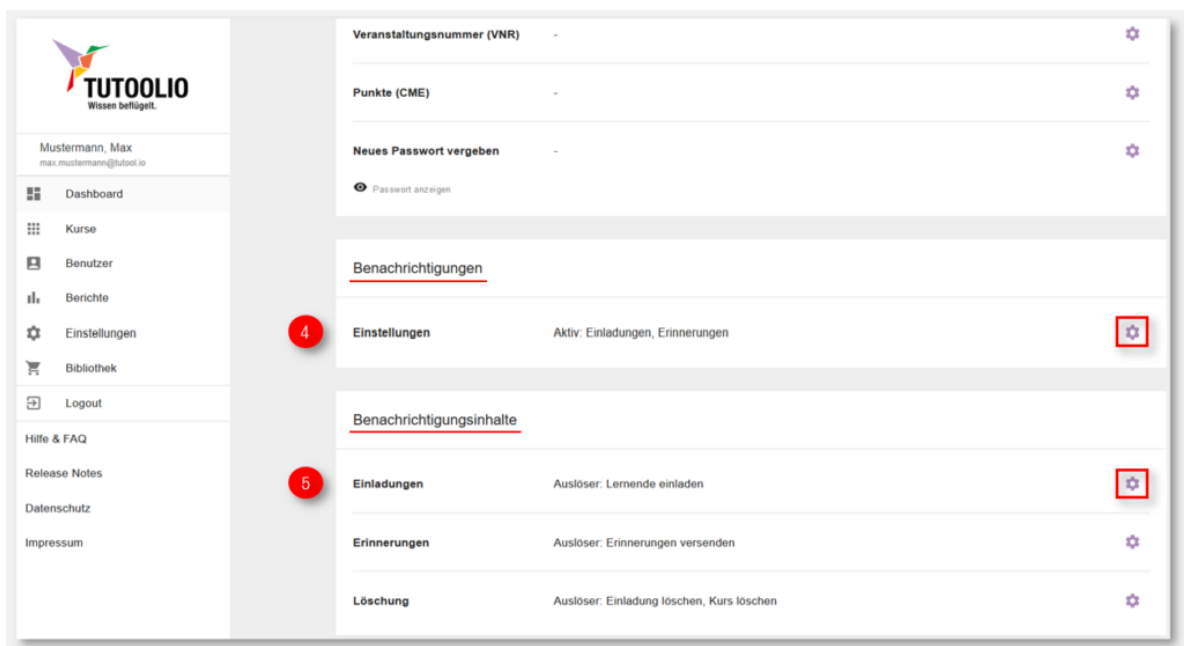 TUTOOLIO
Wissen beflügelt.
Mustermann, Max
max.mustermann@tutool.io
Dashboard
Kurse
Benutzer
Berichte
Einstellungen
Bibliothek
Logout
Hilfe & FAQ
Release Notes
Datenschutz
Impressum
Veranstaltungsnummer (VNR) -
Punkte (CME) -
Neues Passwort vergeben -
Passwort anzeigen
Benachrichtigungen
4 Einstellungen Aktiv: Einladungen, Erinnerungen
Benachrichtigungsinhalte
5 Einladungen Auslöser: Lernende einladen
Erinnerungen Auslöser: Erinnerungen versenden
Löschung Auslöser: Einladung löschen, Kurs löschen